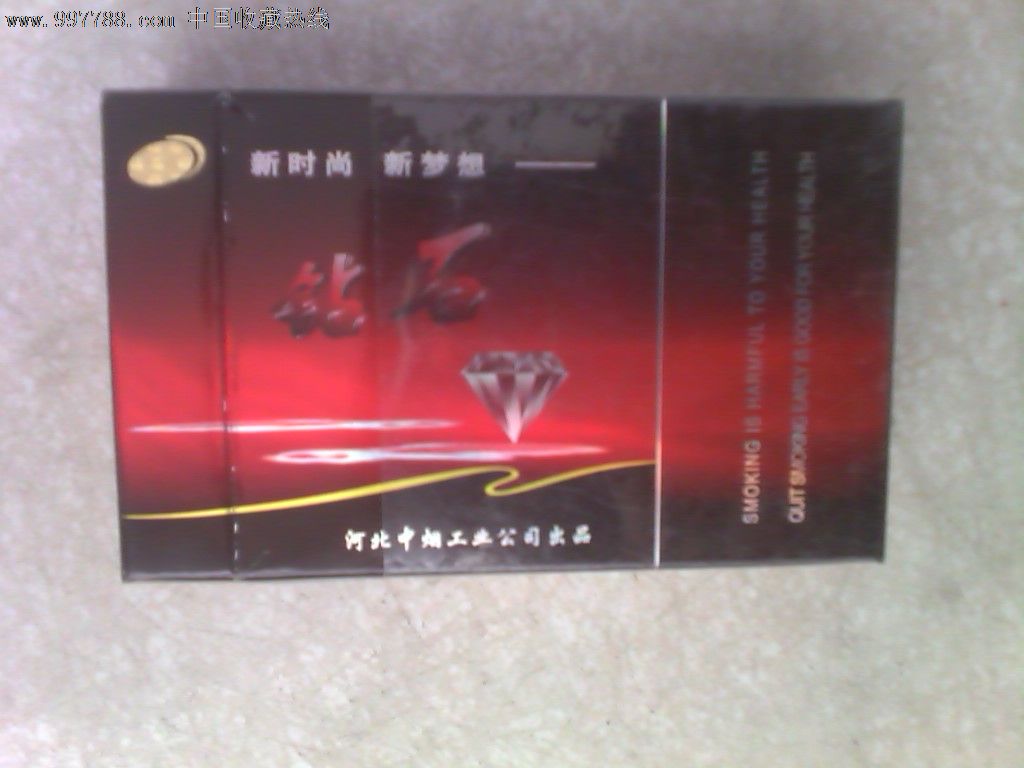 www.997788.com 中国收藏热线
新时尚 新梦想
钻石
河北中烟工业公司出品
SMOKING IS HARMFUL TO YOUR HEALTH
QUIT SMOKING EARLY IS GOOD FOR YOUR HEALTH